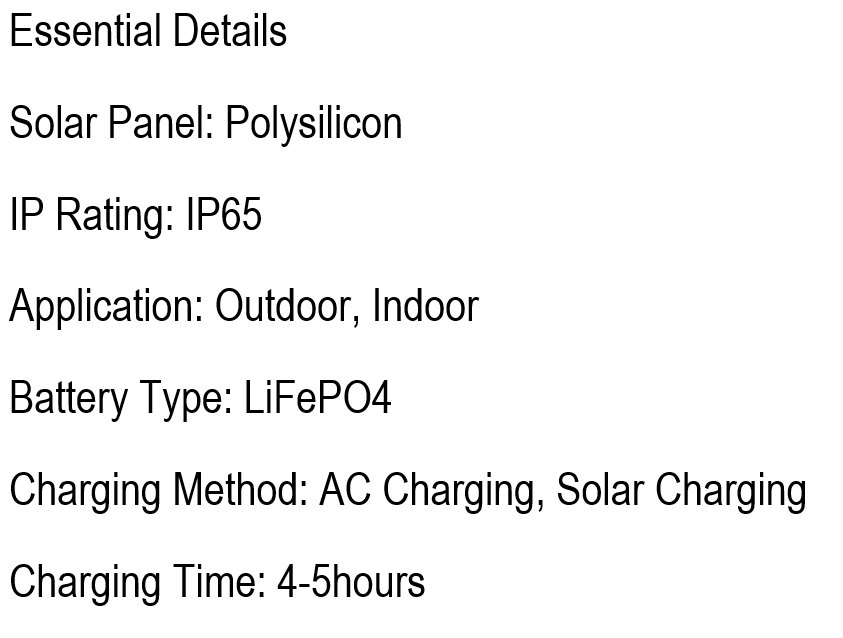 Essential Details
Solar Panel: Polysilicon
IP Rating: IP65
Application: Outdoor, Indoor
Battery Type: LiFePO4
Charging Method: AC Charging, Solar Charging
Charging Time: 4-5hours